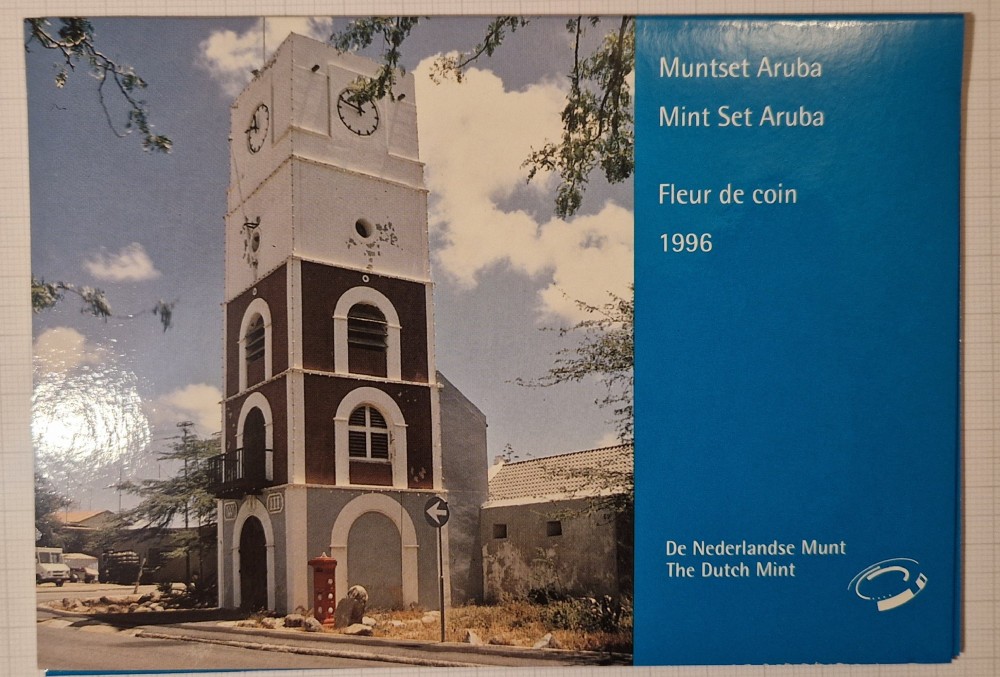 Muntset Aruba
Mint Set Aruba
Fleur de coin
1996
De Nederlandse Munt
The Dutch Mint